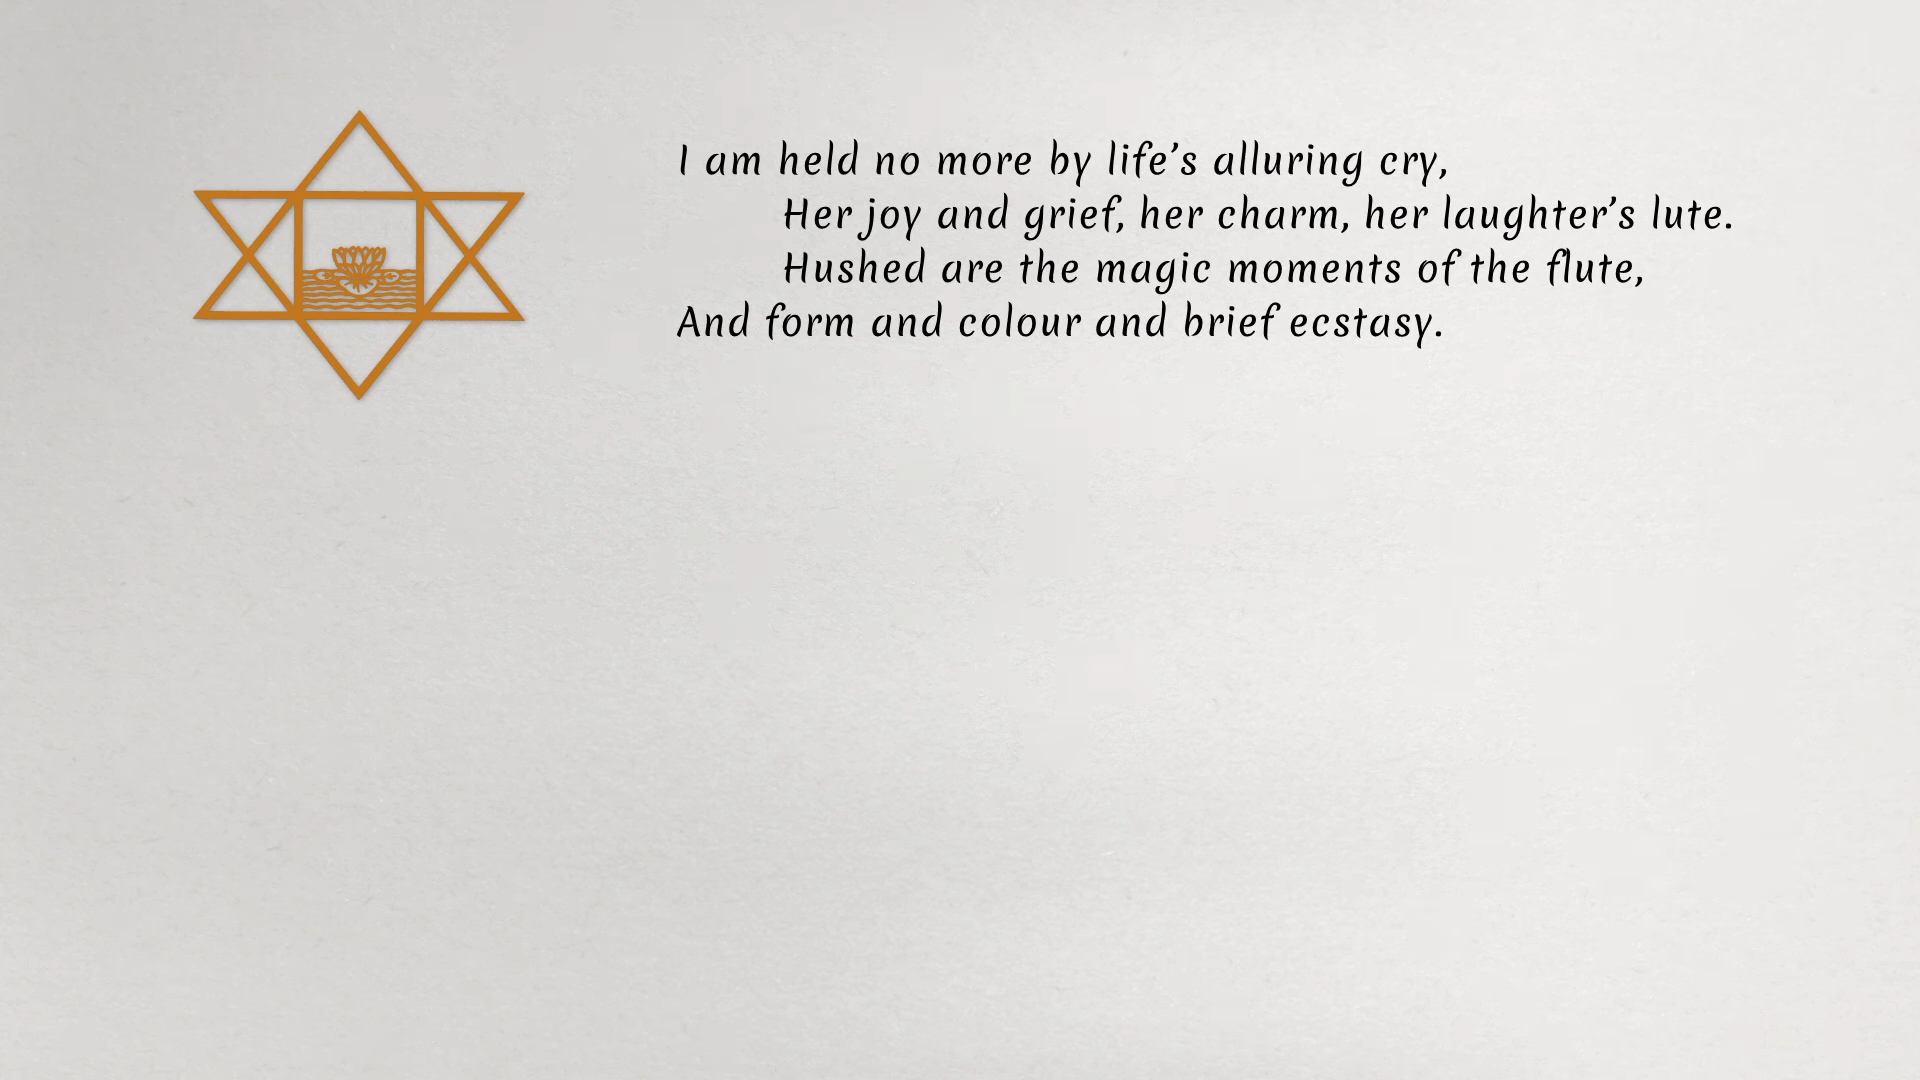 I am held no more by life’s alluring cry,
Her joy and grief, her charm, her laughter’s lute.
Hushed are the magic moments of the flute,
And form and colour and brief ecstasy.